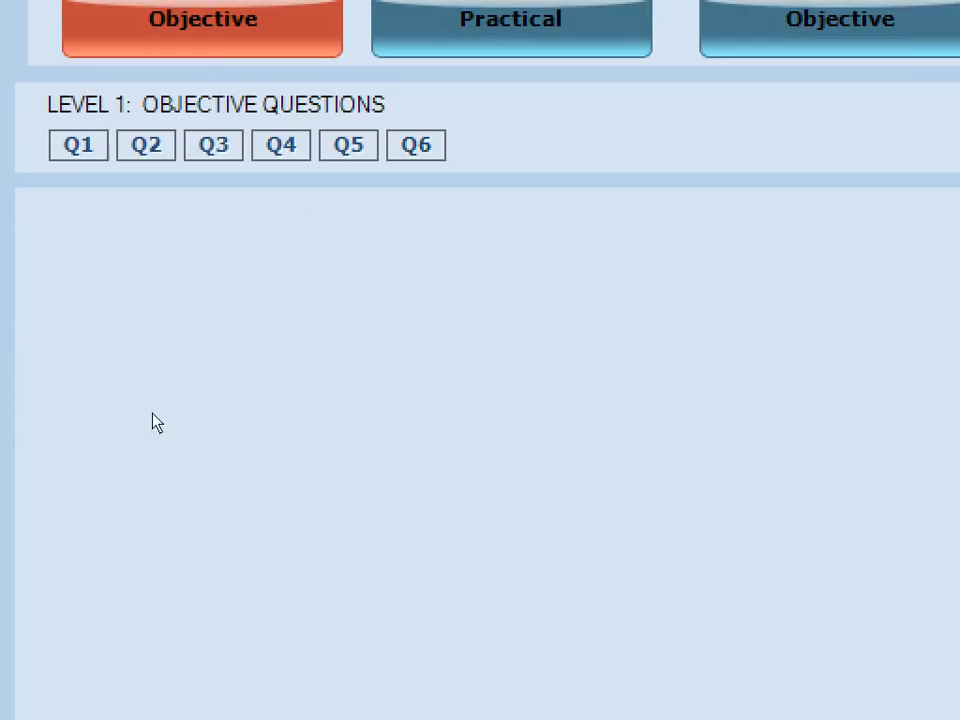 Objective Practical Objective
LEVEL 1: OBJECTIVE QUESTIONS
Q1 Q2 Q3 Q4 Q5 Q6